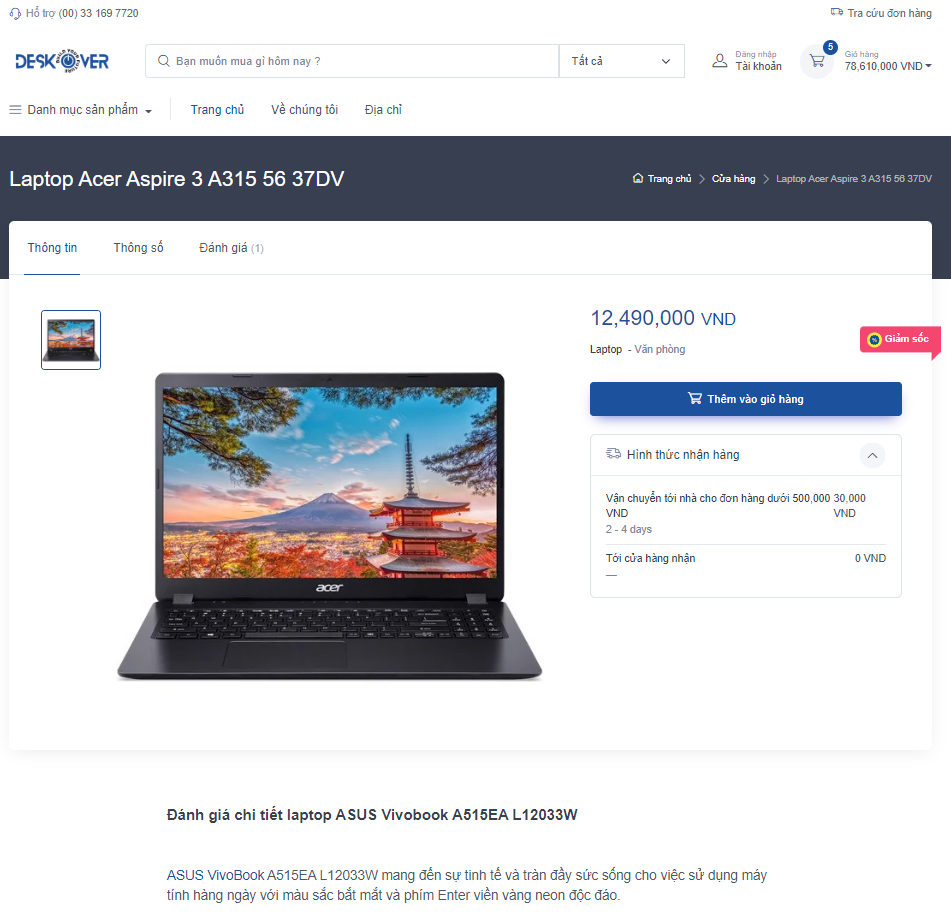 Hỗ trợ (00) 33 169 7720
Tra cứu đơn hàng
DESKOVER
Bạn muốn mua gì hôm nay ?
Tất cả
Đăng nhập
Tài khoản
5
Giỏ hàng
78,610,000 VND
Danh mục sản phẩm
Trang chủ
Về chúng tôi
Địa chỉ
Laptop Acer Aspire 3 A315 56 37DV
Trang chủ
Cửa hàng
Laptop Acer Aspire 3 A315 56 37DV
Thông tin
Thông số
Đánh giá (1)
12,490,000 VND
Giảm sốc
Laptop - Văn phòng
Thêm vào giỏ hàng
Hình thức nhận hàng
Vận chuyển tới nhà cho đơn hàng dưới 500,000 30,000
VND VND
2 - 4 days
Tới cửa hàng nhận 0 VND
—
acer
Đánh giá chi tiết laptop ASUS Vivobook A515EA L12033W
ASUS VivoBook A515EA L12033W mang đến sự tinh tế và tràn đầy sức sống cho việc sử dụng máy
tính hàng ngày với màu sắc bắt mắt và phím Enter viền vàng neon độc đáo.